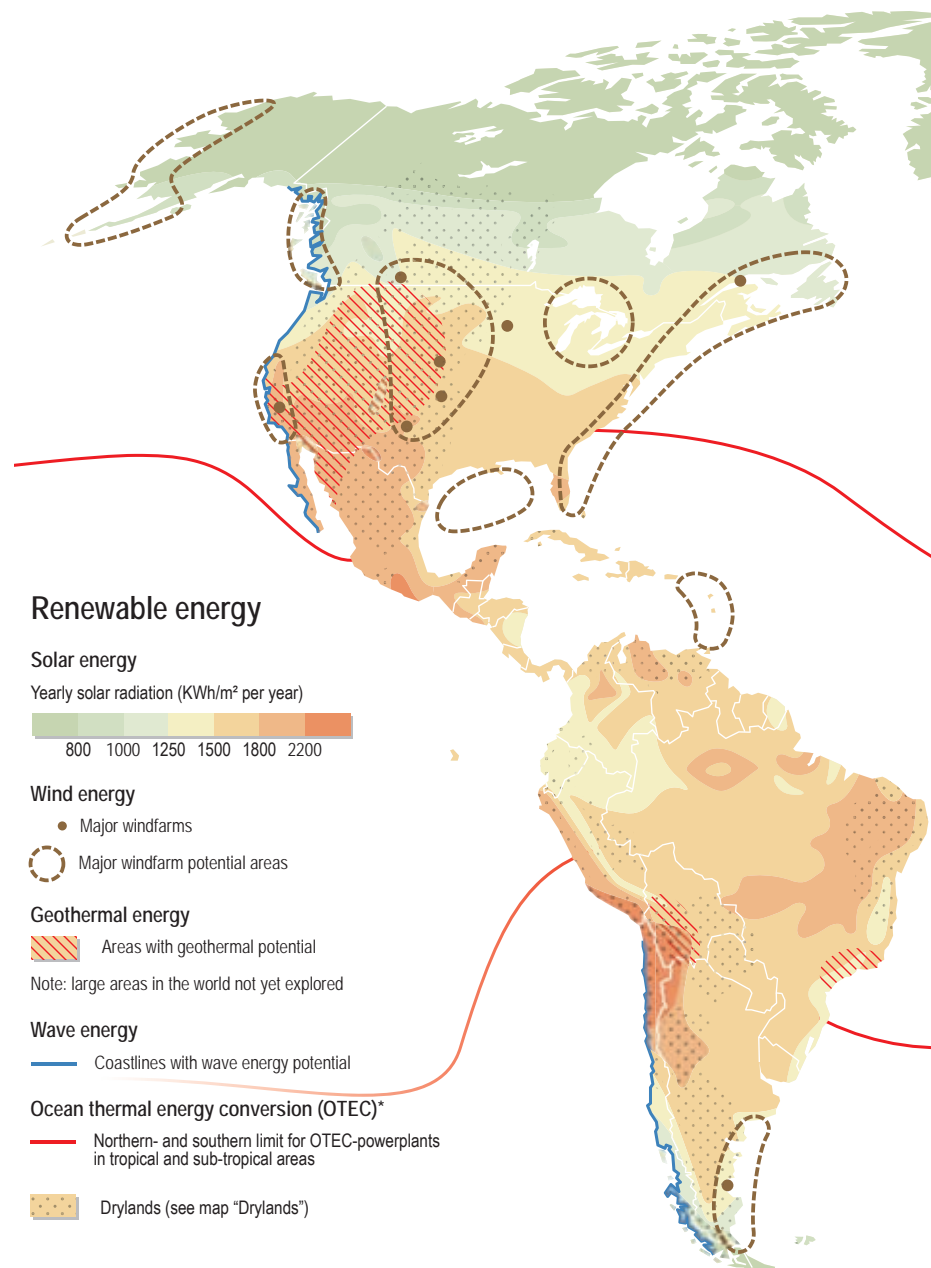 Renewable energy
Solar energy
Yearly solar radiation (KWh/m² per year)
800 1000 1250 1500 1800 2200
Wind energy
Major windfarms
Major windfarm potential areas
Geothermal energy
Areas with geothermal potential
Note: large areas in the world not yet explored
Wave energy
Coastlines with wave energy potential
Ocean thermal energy conversion (OTEC)*
Northern- and southern limit for OTEC-powerplants
in tropical and sub-tropical areas
Drylands (see map “Drylands”)